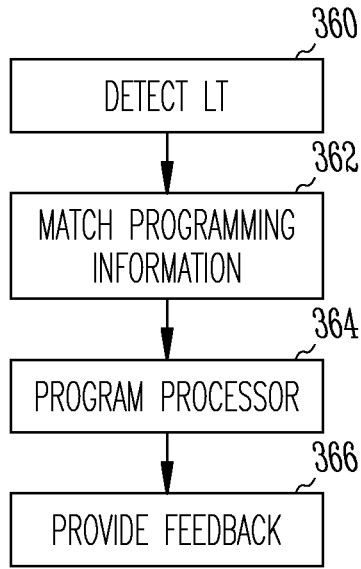 360
DETECT LT
362
MATCH PROGRAMMING
INFORMATION
364
PROGRAM PROCESSOR
366
PROVIDE FEEDBACK